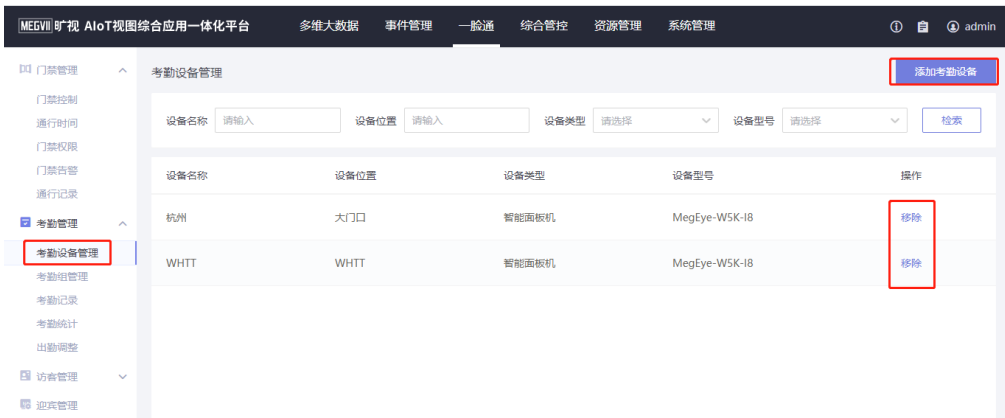 MEGVII 旷视 AIoT视图综合应用一体化平台 多维大数据 事件管理 一脸通 综合管控 资源管理 系统管理 admin
门禁管理
门禁控制
通行时间
门禁权限
门禁告警
通行记录
考勤管理
考勤设备管理
考勤组管理
考勤记录
考勤统计
出勤调整
访客管理
迎宾管理
考勤设备管理 添加考勤设备
设备名称 请输入 设备位置 请输入 设备类型 请选择 设备型号 请选择 检索
设备名称 设备位置 设备类型 设备型号 操作
杭州 大门口 智能面板机 MegEye-W5K-I8 移除
WHTT WHTT 智能面板机 MegEye-W5K-I8 移除